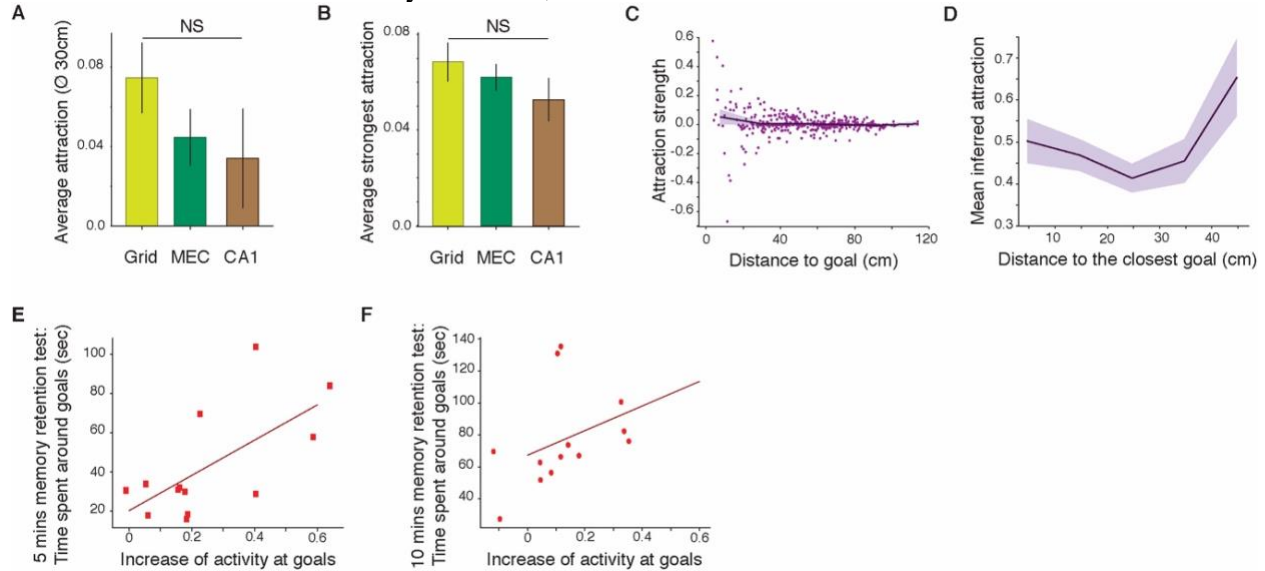 A
Average attraction (Ø 30cm)
NS
0.08
0.04
0.0
Grid MEC CA1
B
Average strongest attraction
NS
0.08
0.04
0.0
Grid MEC CA1
C
Attraction strength
0.6
0.4
0.2
0.0
-0.2
-0.4
-0.6
0 40 80 120
Distance to goal (cm)
D
Mean inferred attraction
0.7
0.6
0.5
0.4
0.3
10 20 30 40
Distance to the closest goal (cm)
E
5 mins memory retention test:
Time spent around goals (sec)
100
80
60
40
20
0 0.2 0.4 0.6
Increase of activity at goals
F
10 mins memory retention test:
Time spent around goals (sec)
140
120
100
80
60
40
0 0.2 0.4 0.6
Increase of activity at goals